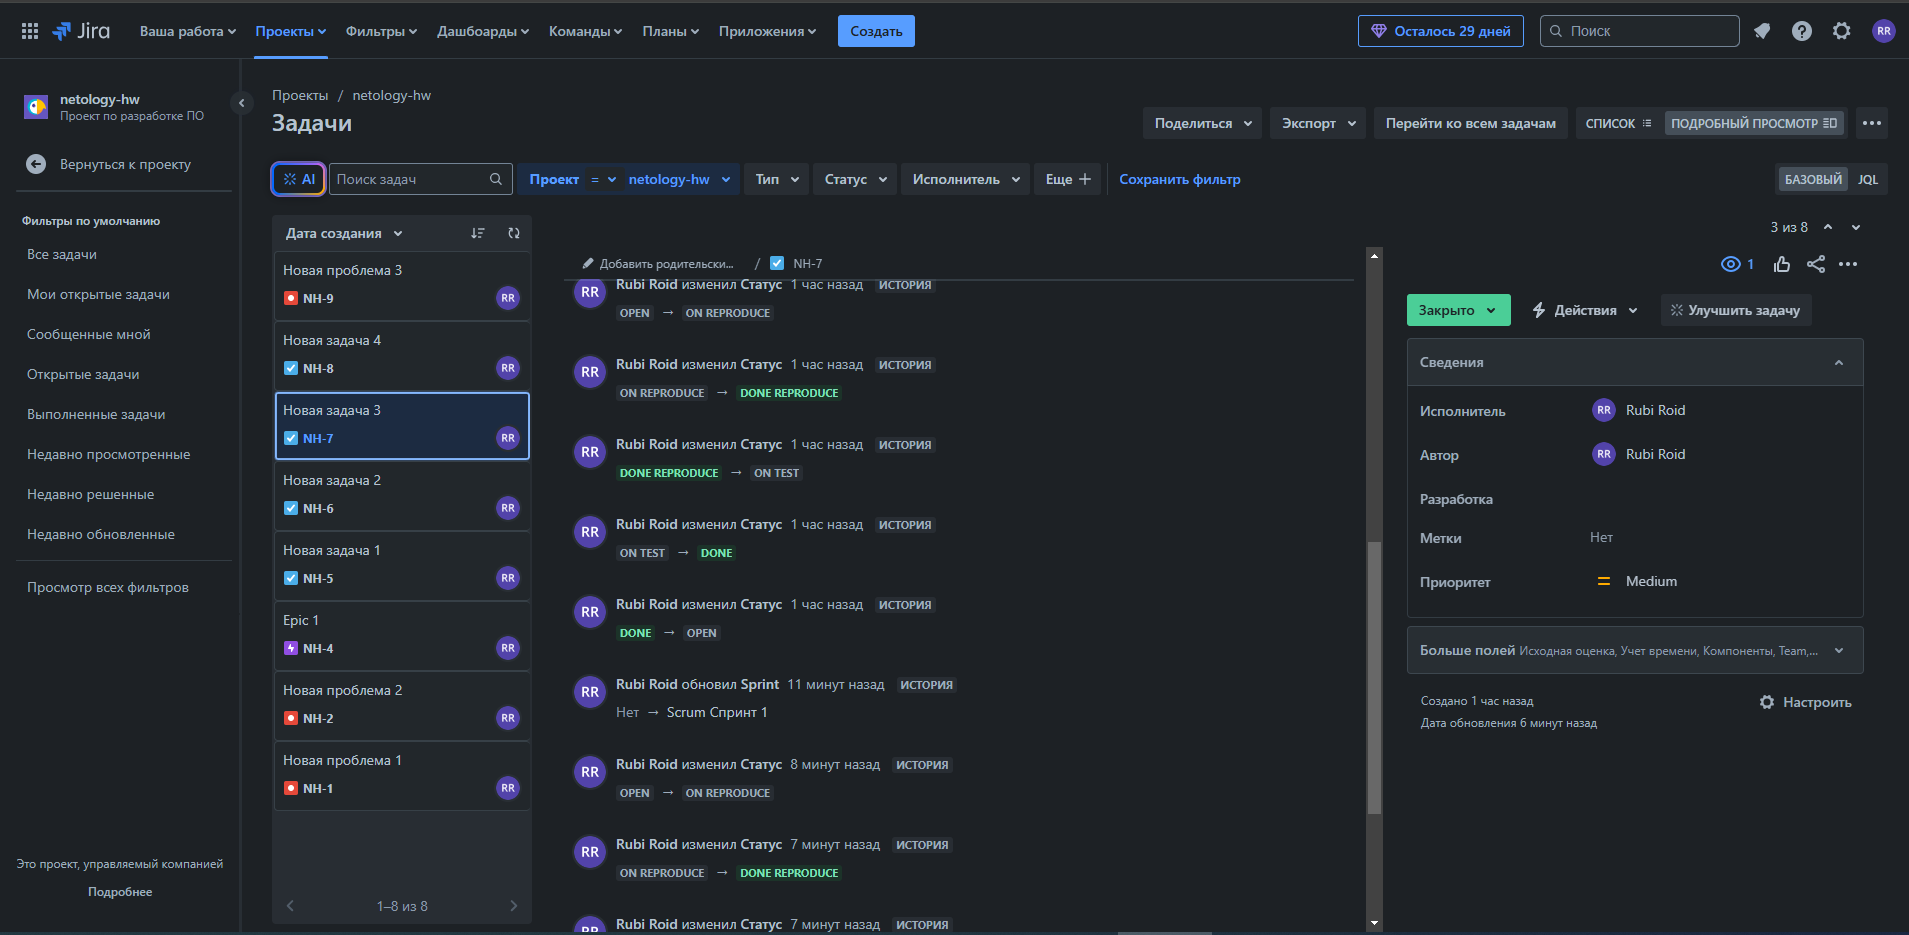 Jira
Ваша работа
Проекты
Фильтры
Дашборды
Команды
Планы
Приложения
Создать
Осталось 29 дней
Поиск
RR
netology-hw
Проект по разработке ПО
Вернуться к проекту
Фильтры по умолчанию
Все задачи
Мои открытые задачи
Сообщенные мной
Открытые задачи
Выполненные задачи
Недавно просмотренные
Недавно решенные
Недавно обновленные
Просмотр всех фильтров
Это проект, управляемый компанией
Подробнее
Проекты / netology-hw
Задачи
Поделиться
Экспорт
Перейти ко всем задачам
СПИСОК
ПОДРОБНЫЙ ПРОСМОТР
AI
Поиск задач
Проект = netology-hw
Тип
Статус
Исполнитель
Еще +
Сохранить фильтр
БАЗОВЫЙ
JQL
Дата создания
Новая проблема 3
NH-9 RR
Новая задача 4
NH-8 RR
Новая задача 3
NH-7 RR
Новая задача 2
NH-6 RR
Новая задача 1
NH-5 RR
Epic 1
NH-4 RR
Новая проблема 2
NH-2 RR
Новая проблема 1
NH-1 RR
1–8 из 8
Добавить родительски... / NH-7
RR Rubi Roid изменил Статус 1 час назад ИСТОРИЯ
OPEN → ON REPRODUCE
RR Rubi Roid изменил Статус 1 час назад ИСТОРИЯ
ON REPRODUCE → DONE REPRODUCE
RR Rubi Roid изменил Статус 1 час назад ИСТОРИЯ
DONE REPRODUCE → ON TEST
RR Rubi Roid изменил Статус 1 час назад ИСТОРИЯ
ON TEST → DONE
RR Rubi Roid изменил Статус 1 час назад ИСТОРИЯ
DONE → OPEN
RR Rubi Roid обновил Sprint 11 минут назад ИСТОРИЯ
Нет → Scrum Спринт 1
RR Rubi Roid изменил Статус 8 минут назад ИСТОРИЯ
OPEN → ON REPRODUCE
RR Rubi Roid изменил Статус 7 минут назад ИСТОРИЯ
ON REPRODUCE → DONE REPRODUCE
RR Rubi Roid изменил Статус 7 минут назад ИСТОРИЯ
3 из 8
1
Закрыто
Действия
Улучшить задачу
Сведения
Исполнитель RR Rubi Roid
Автор RR Rubi Roid
Разработка
Метки Нет
Приоритет Medium
Больше полей Исходная оценка, Учет времени, Компоненты, Team,...
Создано 1 час назад
Дата обновления 6 минут назад
Настроить